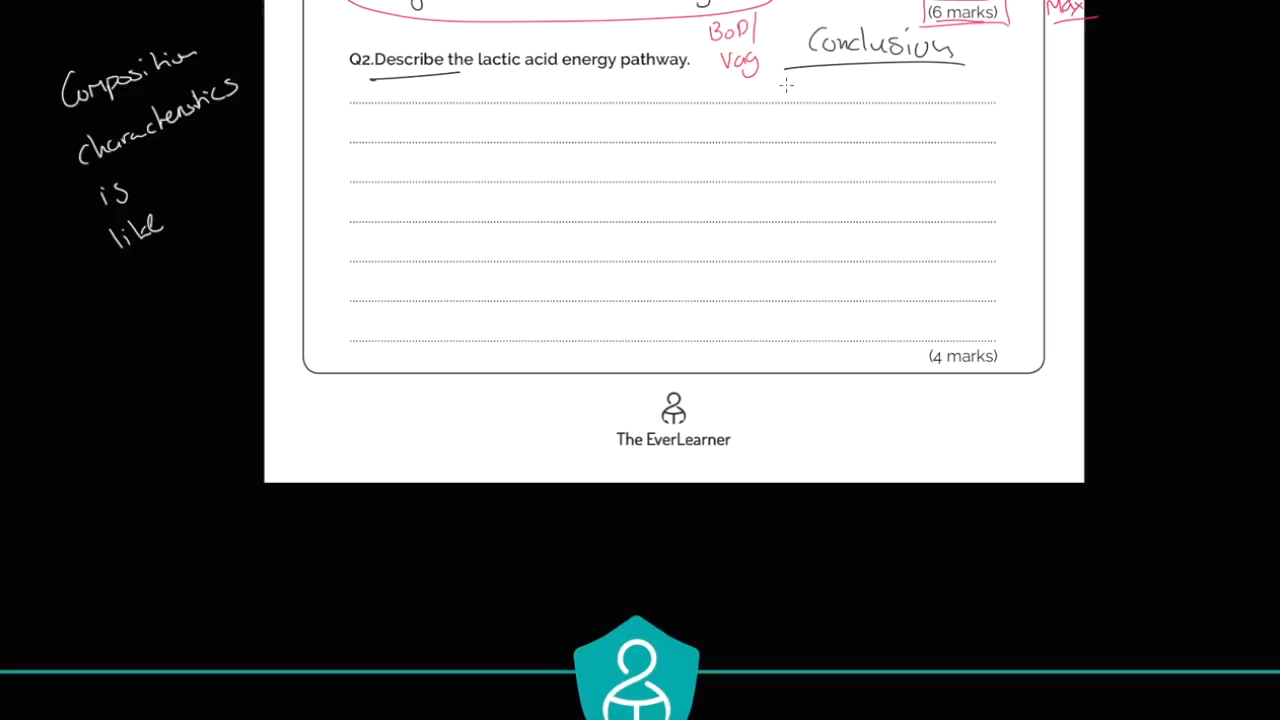 (6 marks)
Max
BOD/
Vag
Conclusion
Q2.Describe the lactic acid energy pathway.
(4 marks)
The EverLearner
Composition
characteristics
is
like